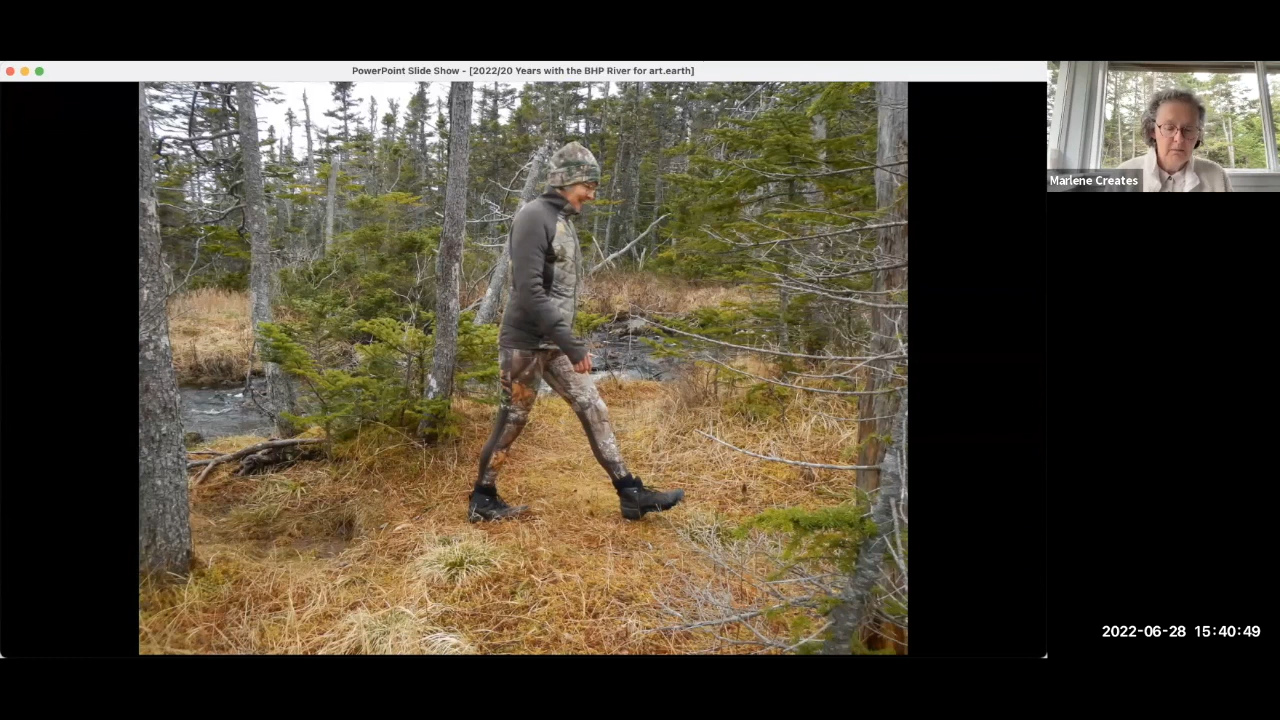 PowerPoint Slide Show - [2022/20 Years with the BHP River for art.earth]
Marlene Creates
2022-06-28 15:40:49